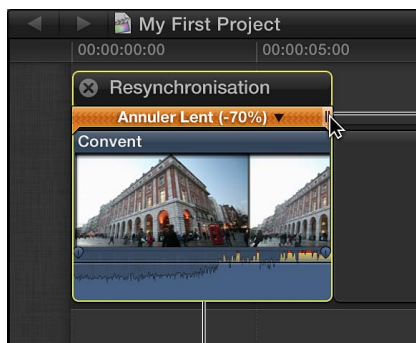 My First Project
00:00:00:00 00:00:05:00
Resynchronisation
Annuler Lent (-70%)
Convent